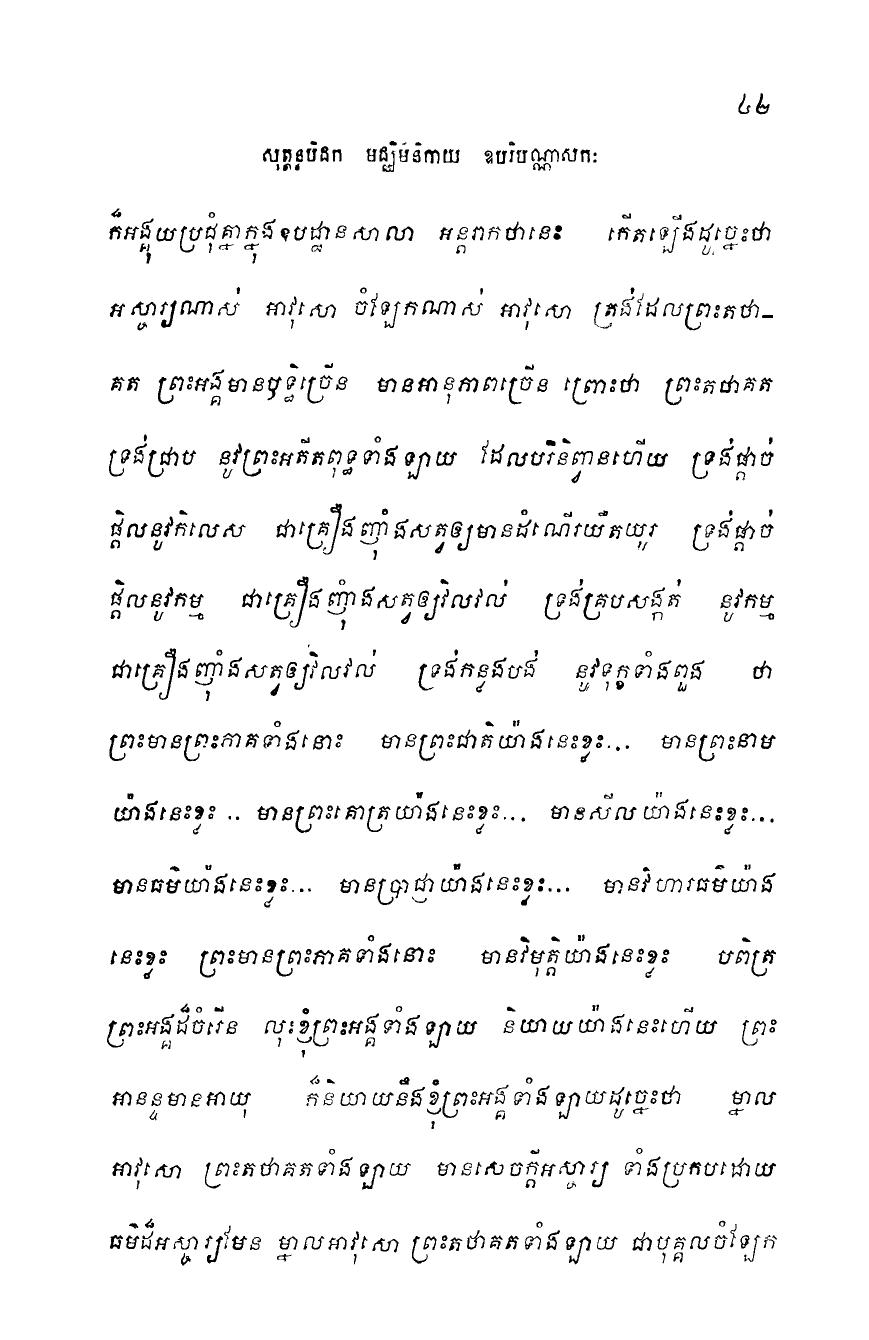 ៤២
សុត្តន្តបិដក មជ្ឈិមនិកាយ ឧបរិបណ្ណាសកៈ
ក៏អង្គុយប្រជុំគ្នាក្នុងឧបដ្ឋានសាលា អន្តរាកថានេះ កើតឡើងដូច្នេះថា
អស្ចារ្យណាស់ អាវុសោ ចំឡែកណាស់ អាវុសោ ត្រង់ដែលព្រះតថា-
គត ព្រះអង្គមានឫទ្ធិច្រើន មានអានុភាពច្រើន ព្រោះថា ព្រះតថាគត
ទ្រង់ជ្រាប នូវព្រះអតីតពុទ្ធទាំងឡាយ ដែលបរិនិព្វានហើយ ទ្រង់ផ្តាច់
ផ្តិលនូវកិលេស ជាគ្រឿងញ៉ាំងសត្វឲ្យមានដំណើរយឺតយូរ ទ្រង់ផ្តាច់
ផ្តិលនូវកម្ម ជាគ្រឿងញុំាងសត្វឲ្យវិលវល់ ទ្រង់គ្របសង្កត់ នូវកម្ម
ជាគ្រឿងញ៉ាំងសត្វឲ្យវិលវល់ ទ្រង់កន្លងបង់ នូវទុក្ខទាំងពួង ថា
ព្រះមានព្រះភាគទាំងនោះ មានព្រះជាតិយ៉ាងនេះខ្លះ... មានព្រះនាម
យ៉ាងនេះខ្លះ .. មានព្រះគោត្រយ៉ាងនេះខ្លះ... មានសីលយ៉ាងនេះខ្លះ...
មានធម៌យ៉ាងនេះខ្លះ... មានប្រាជ្ញាយ៉ាងនេះខ្លះ... មានវិហារធម៌យ៉ាង
នេះខ្លះ ព្រះមានព្រះភាគទាំងនោះ មានវិមុត្តិយ៉ាងនេះខ្លះ បពិត្រ
ព្រះអង្គដ៏ចំរើន លុះខ្ញុំព្រះអង្គទាំងឡាយ និយាយយ៉ាងនេះហើយ ព្រះ
អានន្ទមានអាយុ ក៏និយាយនឹងខ្ញុំព្រះអង្គទាំងឡាយដូច្នេះថា ម្នាល
អាវុសោ ព្រះតថាគតទាំងឡាយ មានសេចក្តីអស្ចារ្យ ទាំងប្រកបដោយ
ធម៌ដ៏អស្ចារ្យមែន ម្នាលអាវុសោ ព្រះតថាគតទាំងឡាយ ជាបុគ្គលចំឡែក